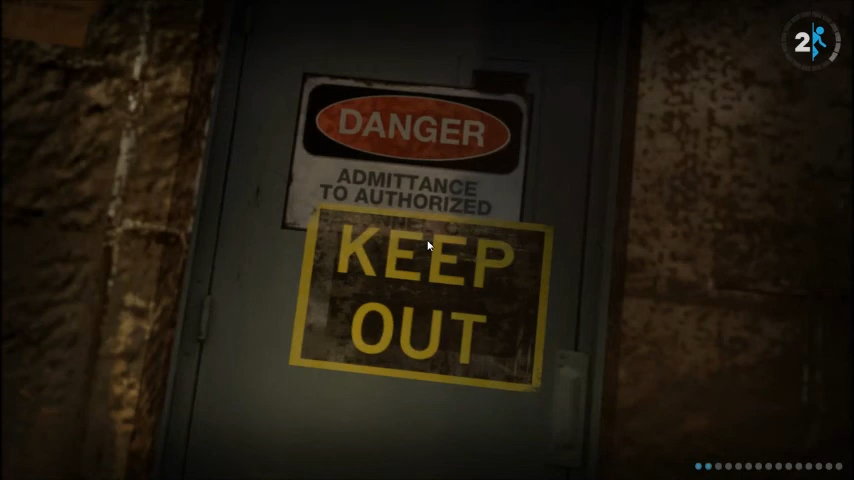 2
DANGER
ADMITTANCE
TO AUTHORIZED
KEEP
OUT